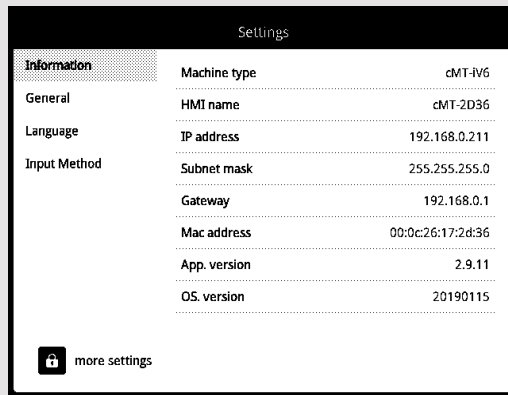 Settings
Information
General
Language
Input Method
Machine type cMT-iV6
HMI name cMT-2D36
IP address 192.168.0.211
Subnet mask 255.255.255.0
Gateway 192.168.0.1
Mac address 00:0c:26:17:2d:36
App. version 2.9.11
OS. version 20190115
more settings